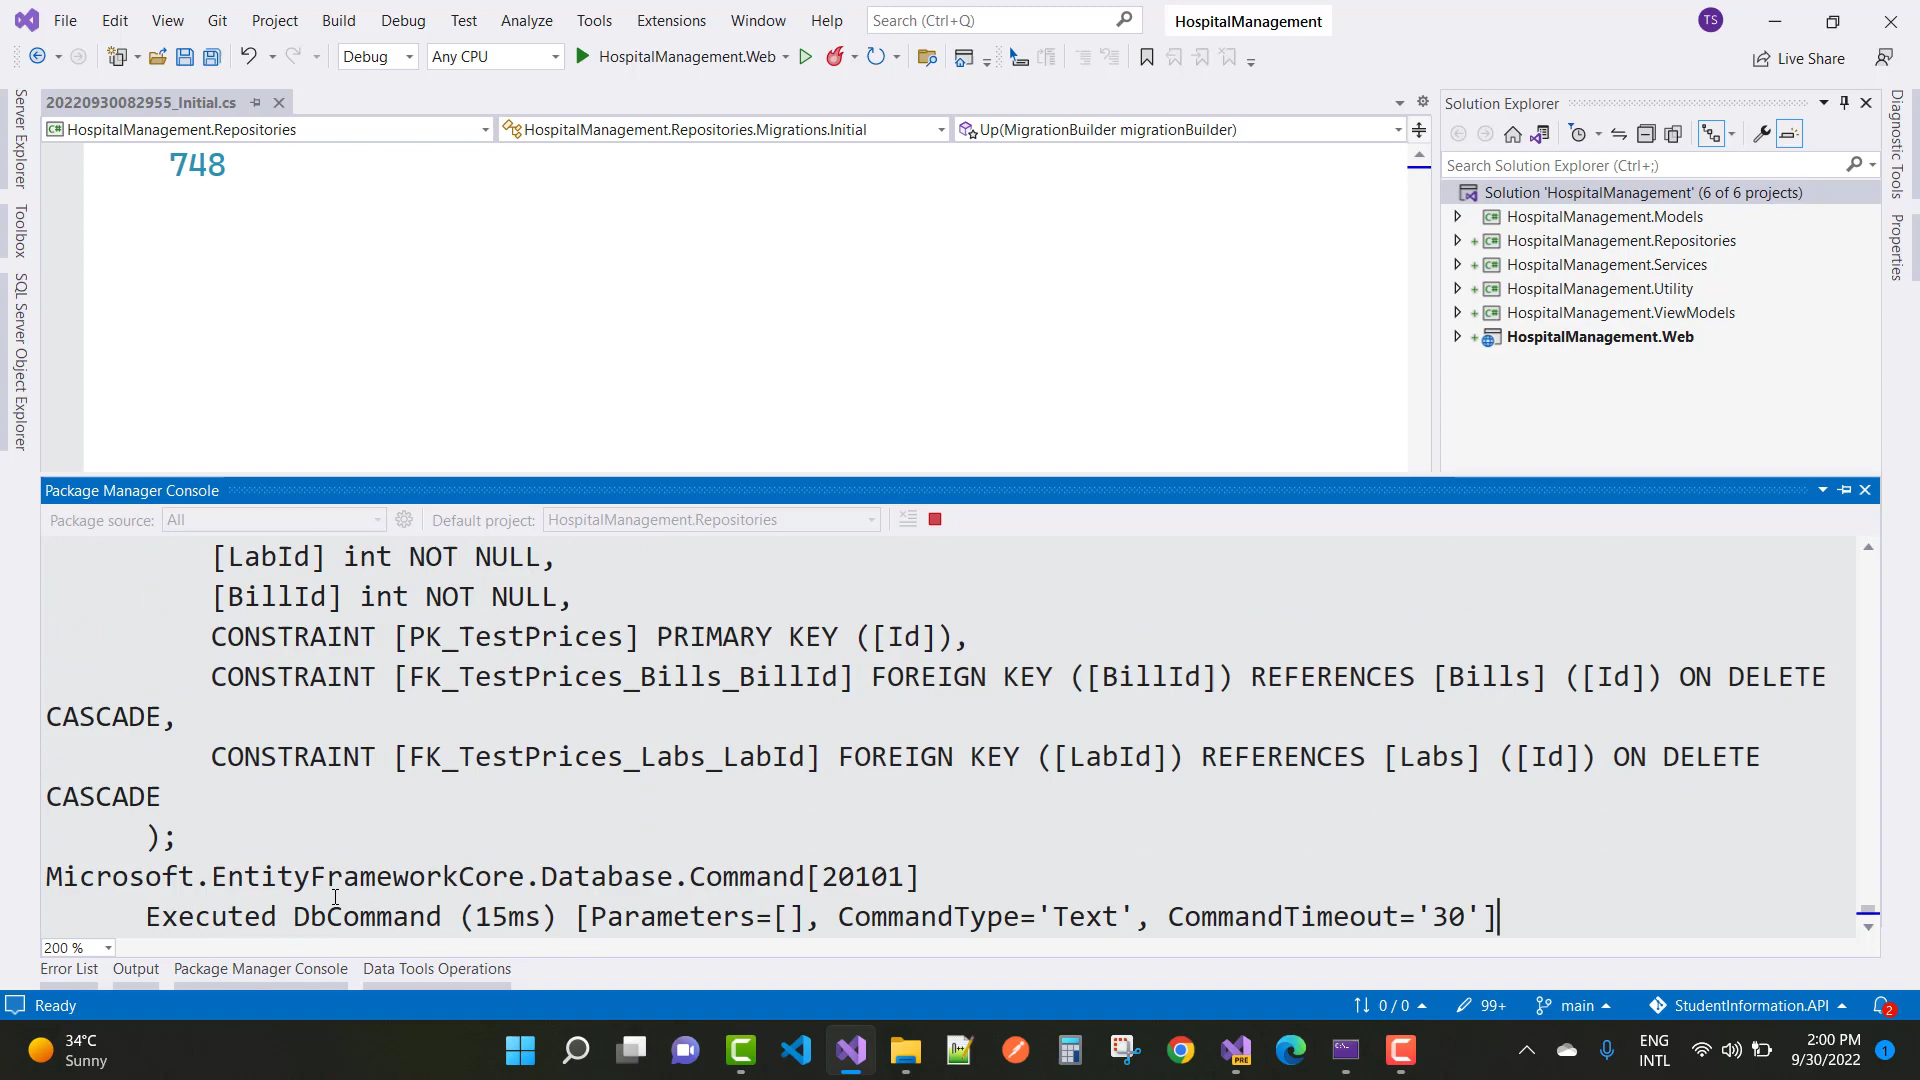 File Edit View Git Project Build Debug Test Analyze Tools Extensions Window Help Search (Ctrl+Q) HospitalManagement TS
Debug Any CPU HospitalManagement.Web Live Share
20220930082955_Initial.cs
HospitalManagement.Repositories HospitalManagement.Repositories.Migrations.Initial Up(MigrationBuilder migrationBuilder)
748
Server Explorer
Toolbox
SQL Server Object Explorer
Solution Explorer
Search Solution Explorer (Ctrl+;)
Solution 'HospitalManagement' (6 of 6 projects)
HospitalManagement.Models
HospitalManagement.Repositories
HospitalManagement.Services
HospitalManagement.Utility
HospitalManagement.ViewModels
HospitalManagement.Web
Diagnostic Tools
Properties
Package Manager Console
Package source: All Default project: HospitalManagement.Repositories
[LabId] int NOT NULL,
[BillId] int NOT NULL,
CONSTRAINT [PK_TestPrices] PRIMARY KEY ([Id]),
CONSTRAINT [FK_TestPrices_Bills_BillId] FOREIGN KEY ([BillId]) REFERENCES [Bills] ([Id]) ON DELETE
CASCADE,
CONSTRAINT [FK_TestPrices_Labs_LabId] FOREIGN KEY ([LabId]) REFERENCES [Labs] ([Id]) ON DELETE
CASCADE
);
Microsoft.EntityFrameworkCore.Database.Command[20101]
Executed DbCommand (15ms) [Parameters=[], CommandType='Text', CommandTimeout='30']
200 %
Error List Output Package Manager Console Data Tools Operations
Ready 0 / 0 99+ main StudentInformation.API 2
34°C
Sunny
PRE
ENG
INTL
2:00 PM
9/30/2022
1